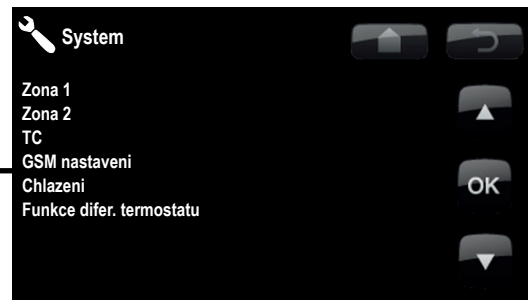 System
Zona 1
Zona 2
TC
GSM nastaveni
Chlazeni
Funkce difer. termostatu
OK